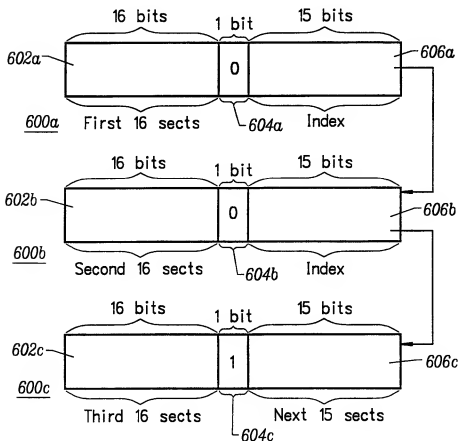 16 bits 1 bit 15 bits
602a 0 606a
600a First 16 sects 604a Index
16 bits 1 bit 15 bits
602b 0 606b
600b Second 16 sects 604b Index
16 bits 1 bit 15 bits
602c 1 606c
600c Third 16 sects 604c Next 15 sects